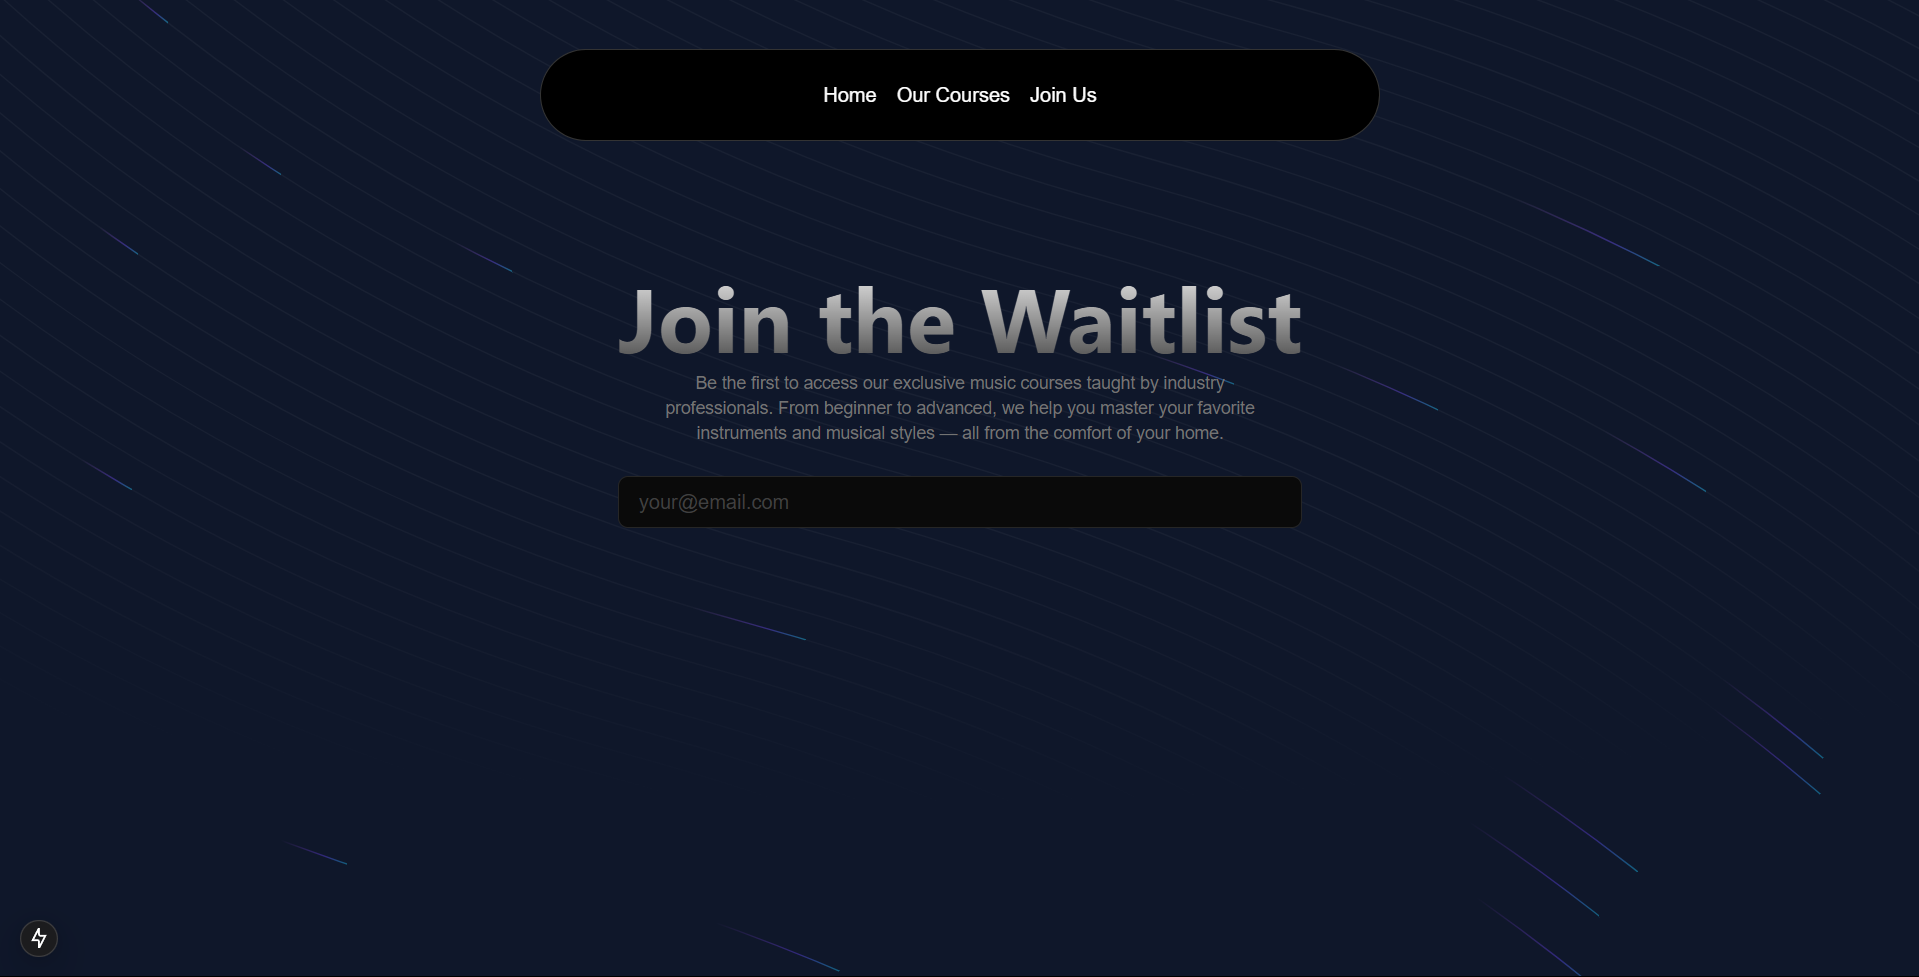 Home Our Courses Join Us
Join the Waitlist
Be the first to access our exclusive music courses taught by industry
professionals. From beginner to advanced, we help you master your favorite
instruments and musical styles — all from the comfort of your home.
your@email.com